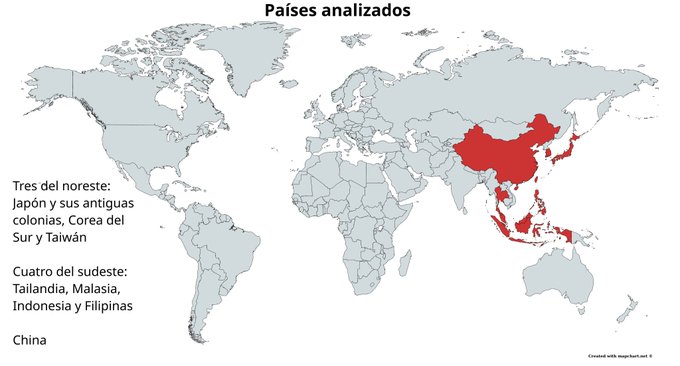 Países analizados
Tres del noreste:
Japón y sus antiguas
colonias, Corea del
Sur y Taiwán
Cuatro del sudeste:
Tailandia, Malasia,
Indonesia y Filipinas
China
Created with mapchart.net ©